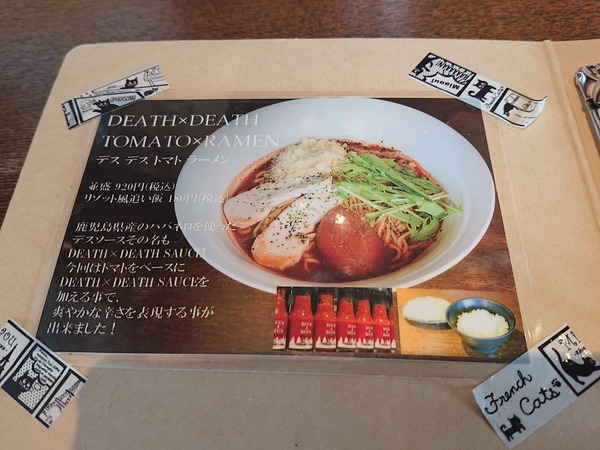 DEATH×DEATH
TOMATO×RAMEN
デス デス トマト ラーメン
並盛 920円(税込)
リゾット風追い飯 180円(税込)
鹿児島県産のハバネロを使った
デスソースその名も
DEATH×DEATH SAUCE!
今回はトマトをベースに
DEATH×DEATH SAUCEを
加える事で、
爽やかな辛さを表現する事が
出来ました！
Miaou!
French
Cats